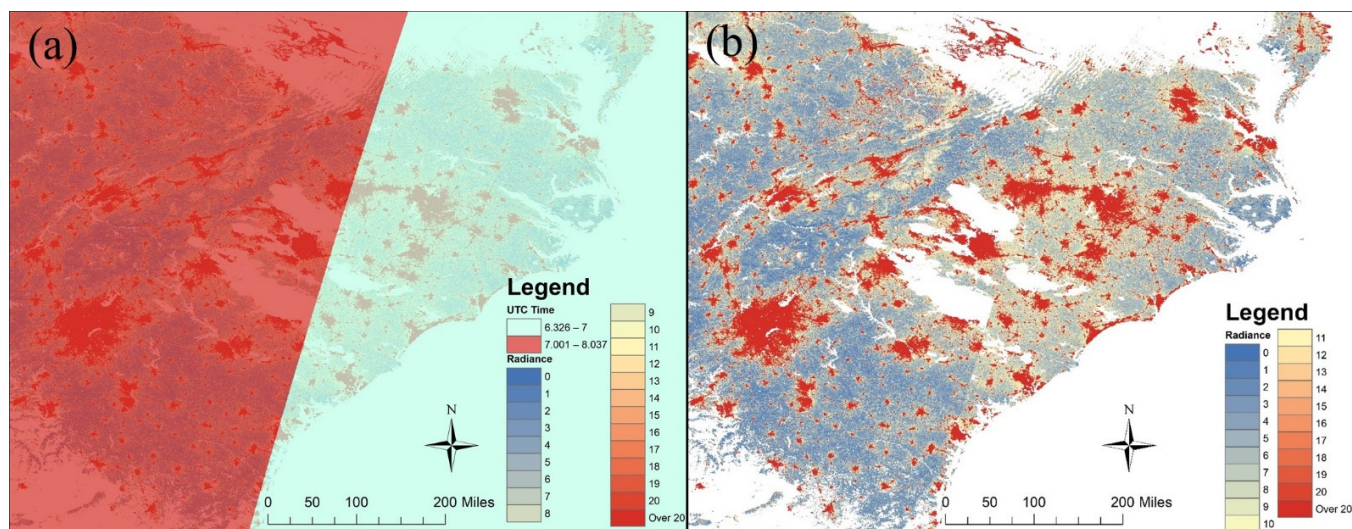 (a)
Legend
UTC Time
6.326 – 7
7.001 – 8.037
Radiance
0
1
2
3
4
5
6
7
8
9
10
11
12
13
14
15
16
17
18
19
20
Over 20
N
0 50 100 200 Miles
(b)
Legend
Radiance
0
1
2
3
4
5
6
7
8
9
10
11
12
13
14
15
16
17
18
19
20
Over 20
N
0 50 100 200 Miles